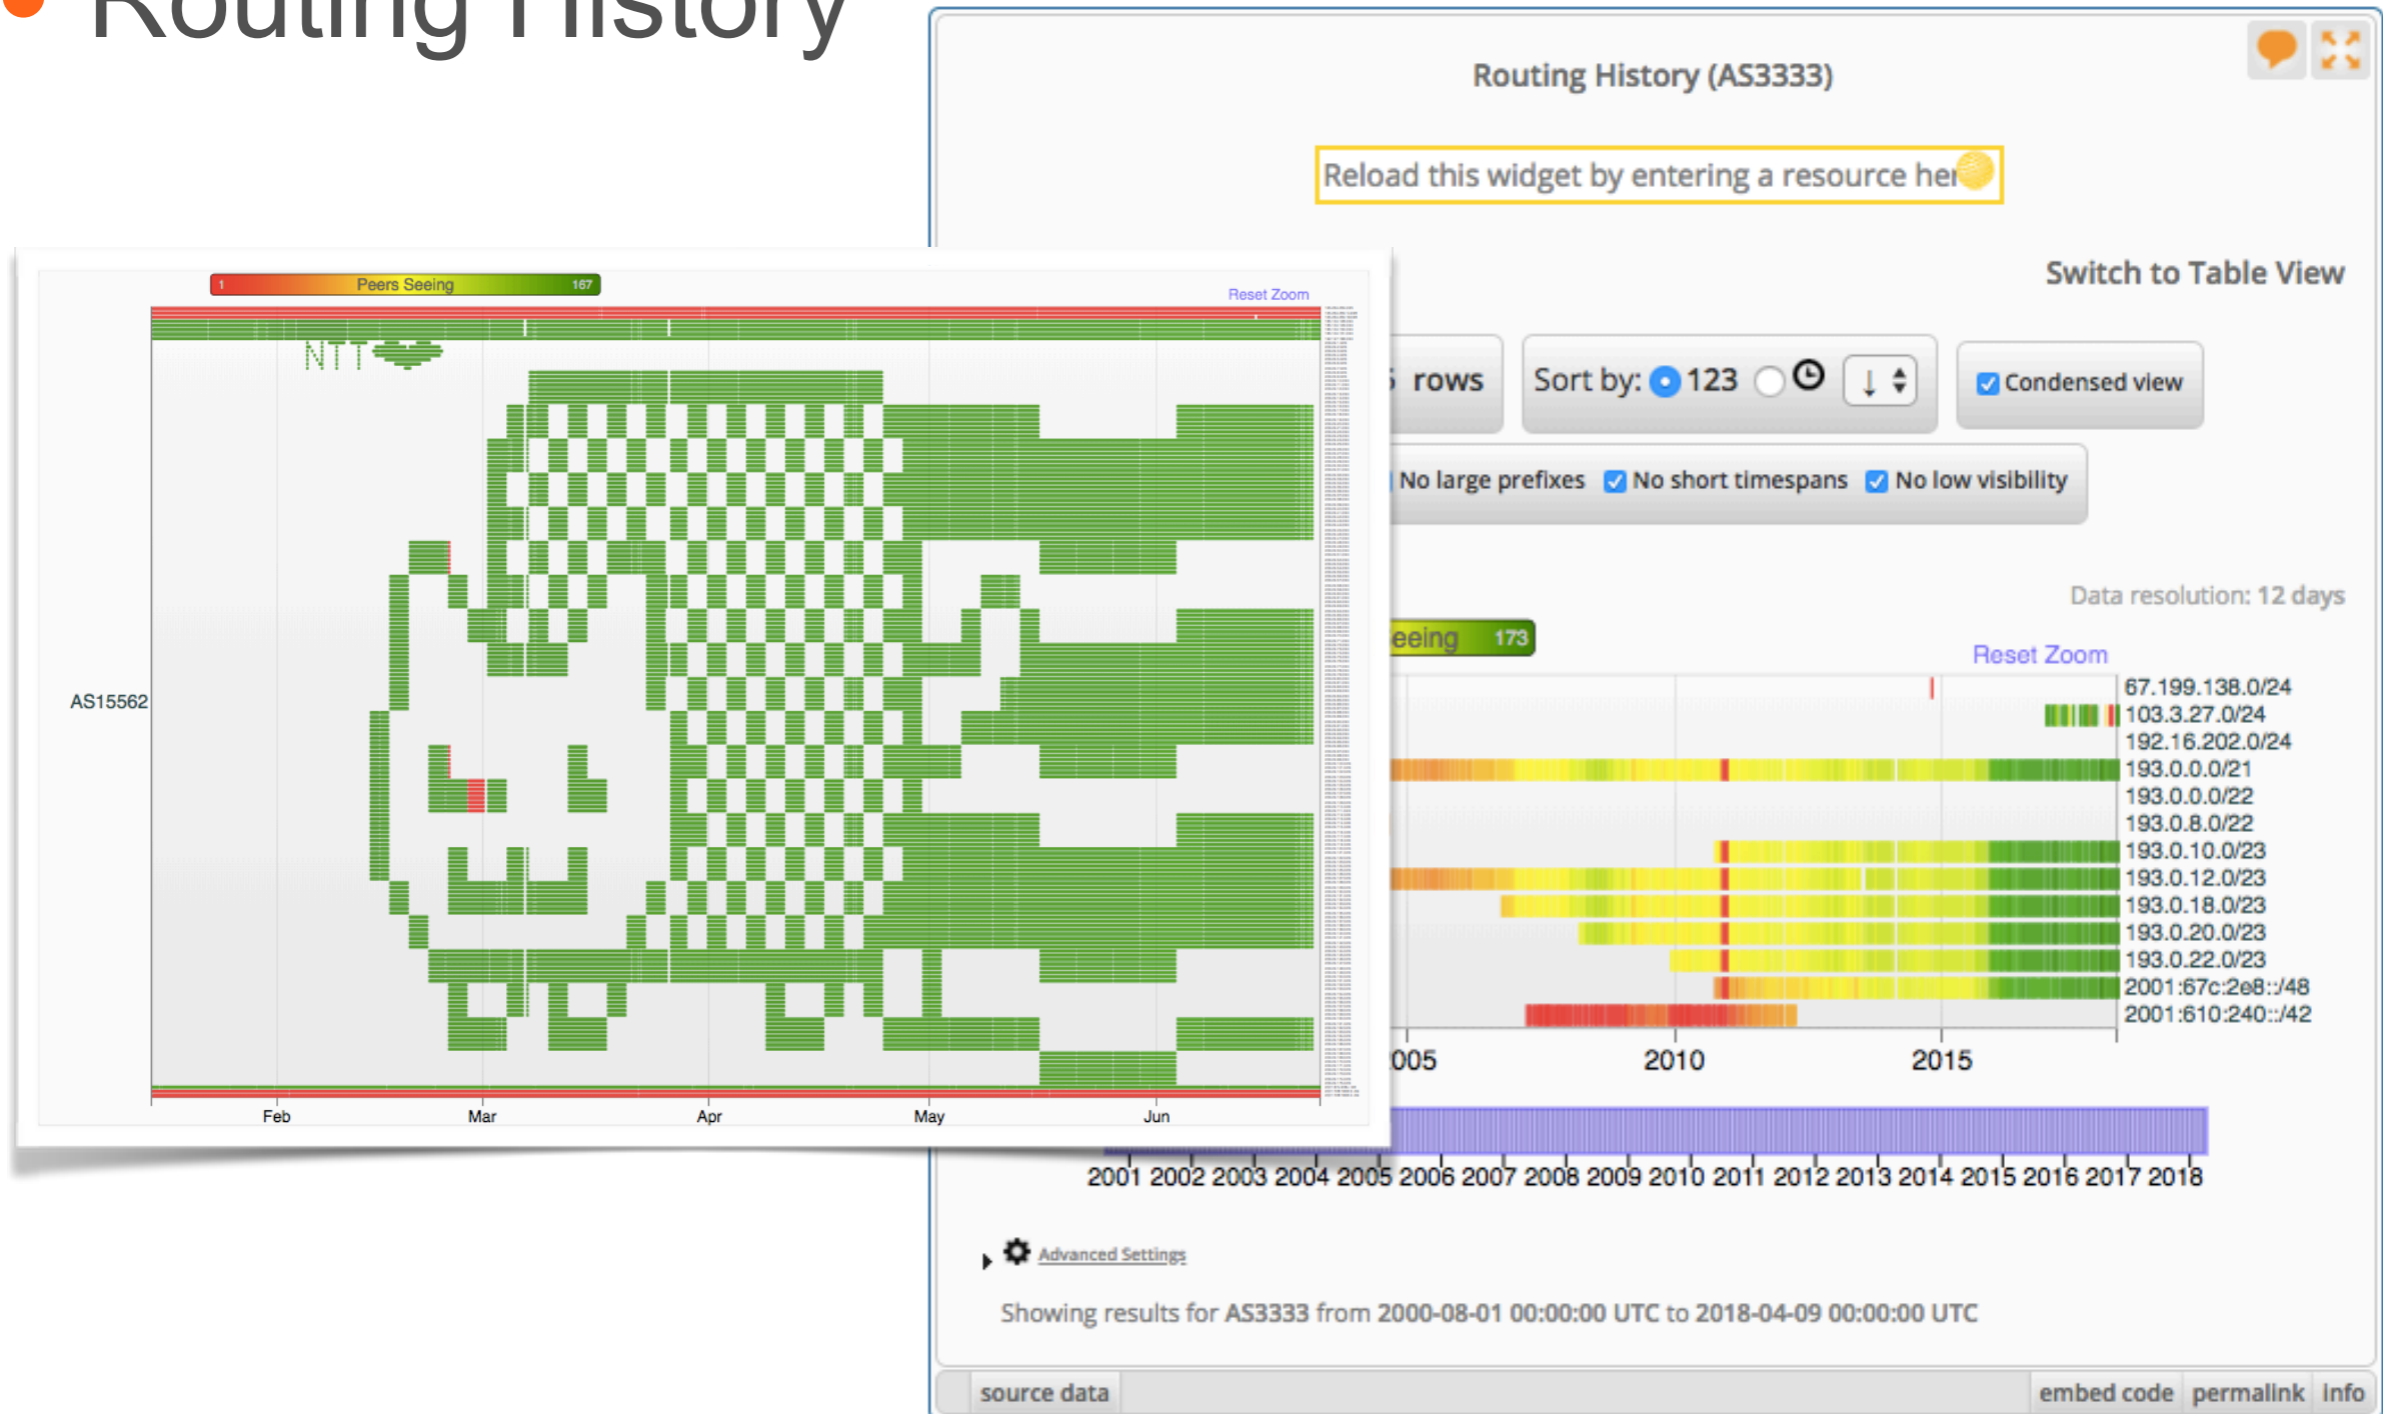 Routing History
Routing History (AS3333)
Reload this widget by entering a resource her
Switch to Table View
rows
Sort by: 123
↓
Condensed view
No large prefixes
No short timespans
No low visibility
Data resolution: 12 days
eeing 173
Reset Zoom
67.199.138.0/24
103.3.27.0/24
192.16.202.0/24
193.0.0.0/21
193.0.0.0/22
193.0.8.0/22
193.0.10.0/23
193.0.12.0/23
193.0.18.0/23
193.0.20.0/23
193.0.22.0/23
2001:67c:2e8::/48
2001:610:240::/42
005 2010 2015
2001 2002 2003 2004 2005 2006 2007 2008 2009 2010 2011 2012 2013 2014 2015 2016 2017 2018
Advanced Settings
Showing results for AS3333 from 2000-08-01 00:00:00 UTC to 2018-04-09 00:00:00 UTC
source data
embed code permalink info
1 Peers Seeing 167
Reset Zoom
NTT
AS15562
Feb Mar Apr May Jun